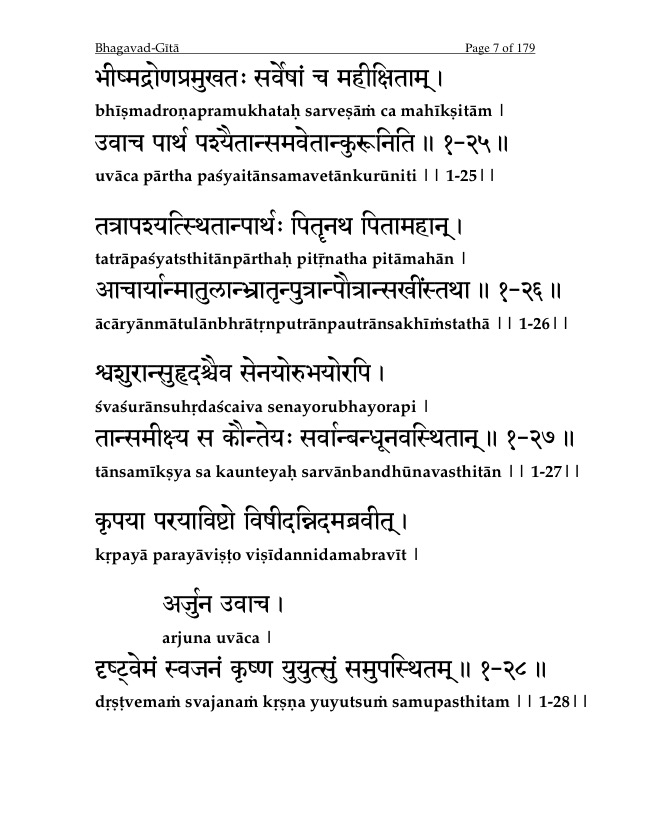 Bhagavad-Gītā Page 7 of 179
भीष्मद्रोणप्रमुखतः सर्वेषां च महीक्षिताम् ।
bhīṣmadroṇapramukhataḥ sarveṣāṁ ca mahīkṣitām |
उवाच पार्थ पश्यैतान्समवेतान्कुरूनिति ॥ १-२५॥
uvāca pārtha paśyaitānsamavetānkurūniti || 1-25||
तत्रापश्यत्स्थितान्पार्थः पितॄनथ पितामहान् ।
tatrāpaśyatsthitānpārthaḥ pitṝnatha pitāmahān |
आचार्यान्मातुलान्भ्रातॄन्पुत्रान्पौत्रान्सखींस्तथा ॥ १-२६॥
ācāryānmātulānbhrātṝnputrānpautrānsakhīṁstathā || 1-26||
श्वशुरान्सुहृदश्चैव सेनयोरुभयोरपि ।
śvaśurānsuhṛdaścaiva senayorubhayorapi |
तान्समीक्ष्य स कौन्तेयः सर्वान्बन्धूनवस्थितान् ॥ १-२७॥
tānsamīkṣya sa kaunteyaḥ sarvānbandhūnavasthitān || 1-27||
कृपया परयाविष्टो विषीदन्निदमब्रवीत् ।
kṛpayā parayāviṣṭo viṣīdannidamabravīt |
अर्जुन उवाच ।
arjuna uvāca |
दृष्ट्वेमं स्वजनं कृष्ण युयुत्सुं समुपस्थितम् ॥ १-२८॥
dṛṣṭvemaṁ svajanaṁ kṛṣṇa yuyutsuṁ samupasthitam || 1-28||